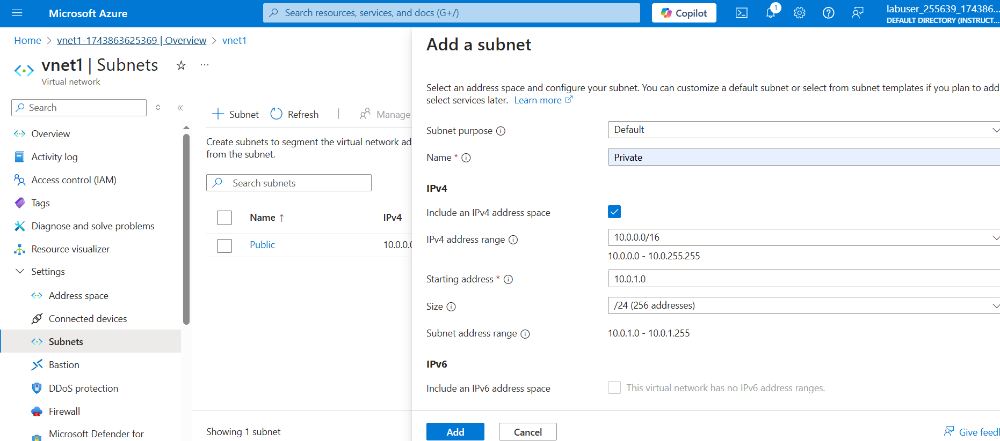 Microsoft Azure
Search resources, services, and docs (G+/)
Copilot
1
labuser_255639_174386...
DEFAULT DIRECTORY (INSTRUCT...
Home > vnet1-1743863625369 | Overview > vnet1
vnet1 | Subnets
Virtual network
Search
Overview
Activity log
Access control (IAM)
Tags
Diagnose and solve problems
Resource visualizer
Settings
Address space
Connected devices
Subnets
Bastion
DDoS protection
Firewall
Microsoft Defender for
+ Subnet Refresh | Manage
Create subnets to segment the virtual network ad
from the subnet.
Search subnets
Name ↑ IPv4
Public 10.0.0.0
Showing 1 subnet
Add a subnet
Select an address space and configure your subnet. You can customize a default subnet or select from subnet templates if you plan to add
select services later. Learn more
Subnet purpose Default
Name * Private
IPv4
Include an IPv4 address space
IPv4 address range 10.0.0.0/16
10.0.0.0 - 10.0.255.255
Starting address * 10.0.1.0
Size /24 (256 addresses)
Subnet address range 10.0.1.0 - 10.0.1.255
IPv6
Include an IPv6 address space This virtual network has no IPv6 address ranges.
Add Cancel
Give feed